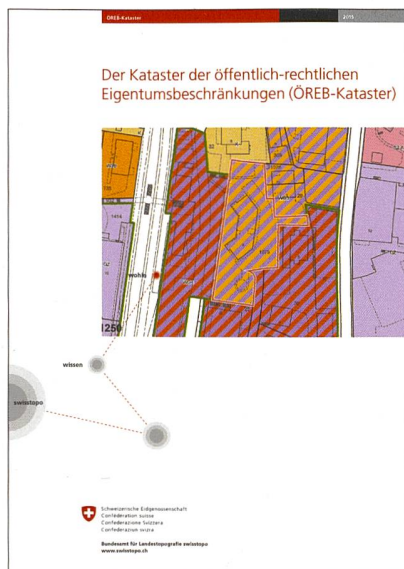 ÖREB-Kataster 2015
Der Kataster der öffentlich-rechtlichen
Eigentumsbeschränkungen (ÖREB-Kataster)
wohin
1250
wissen
swisstopo
Schweizerische Eidgenossenschaft
Confédération suisse
Confederazione Svizzera
Confederaziun svizra
Bundesamt für Landestopografie swisstopo
www.swisstopo.ch